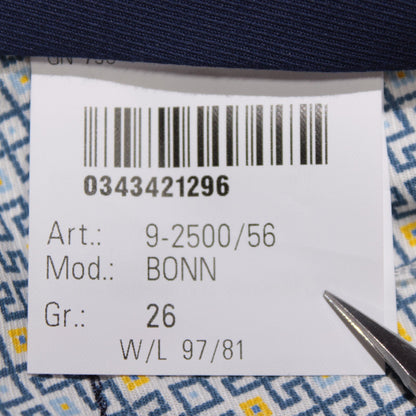 0343421296
Art.: 9-2500/56
Mod.: BONN
Gr.: 26
W/L 97/81